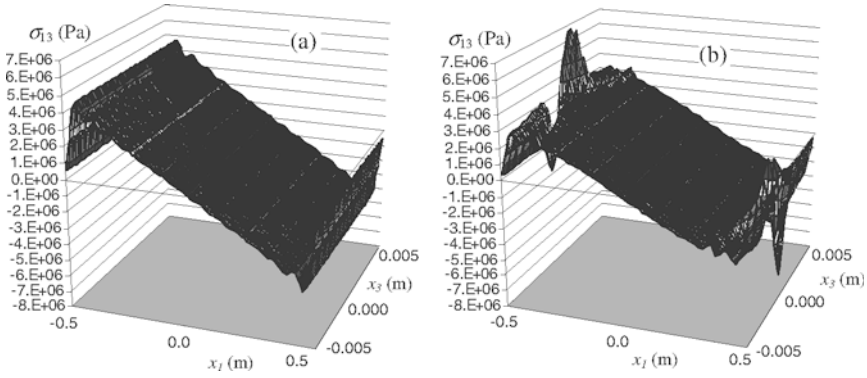 σ13 (Pa)
(a)
7.E+06
6.E+06
5.E+06
4.E+06
3.E+06
2.E+06
1.E+06
0.E+00
-1.E+06
-2.E+06
-3.E+06
-4.E+06
-5.E+06
-6.E+06
-7.E+06
-8.E+06
-0.5
0.0
0.5
x1 (m)
-0.005
0.000
0.005
x3 (m)
σ13 (Pa)
(b)
7.E+06
6.E+06
5.E+06
4.E+06
3.E+06
2.E+06
1.E+06
0.E+00
-1.E+06
-2.E+06
-3.E+06
-4.E+06
-5.E+06
-6.E+06
-7.E+06
-8.E+06
-0.5
0.0
0.5
x1 (m)
-0.005
0.000
0.005
x3 (m)